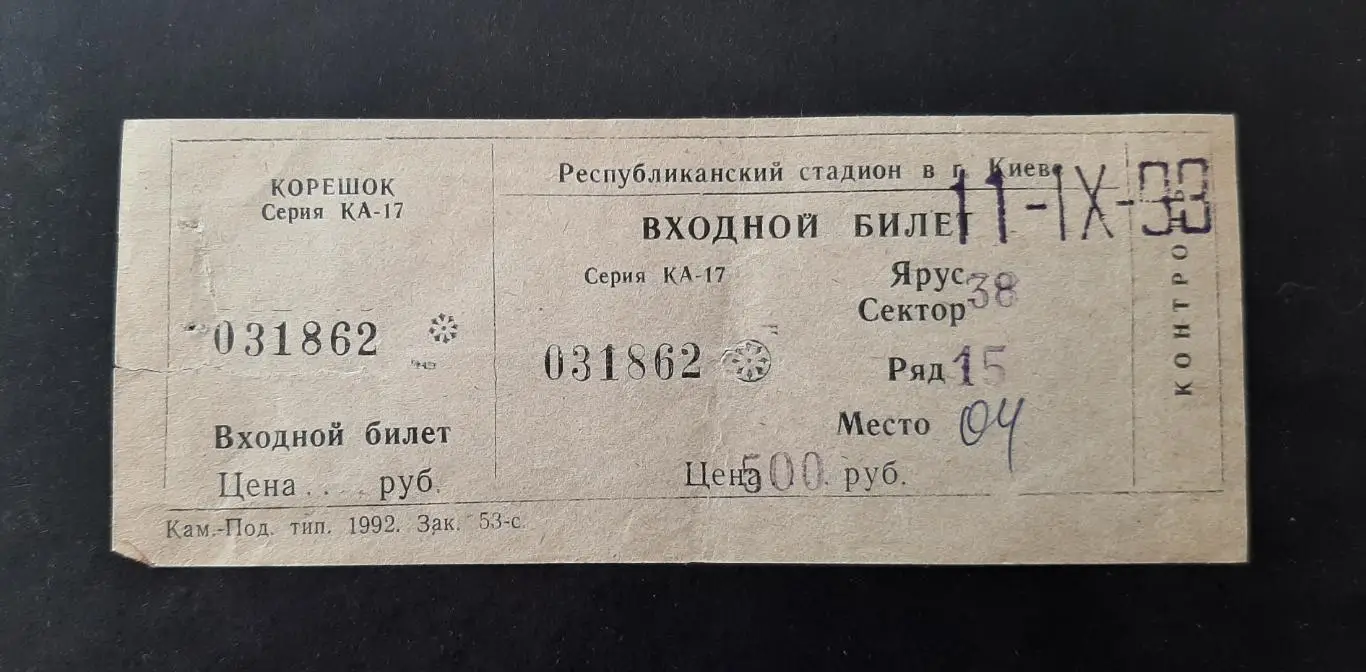 КОРЕШОК
Серия КА-17
031862
Входной билет
Цена .... руб.
Кам.-Под. тип. 1992. Зак. 53-с.
Республиканский стадион в г. Киеве
ВХОДНОЙ БИЛЕТ
11-IX-93
Серия КА-17
Ярус
Сектор 38
031862
Ряд 15
Место 04
Цена 500 руб.
КОНТРОЛЬ